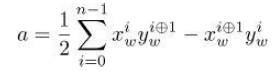 a = \frac{1}{2} \sum_{i=0}^{n-1} x_w^i y_w^{i \oplus 1} - x_w^{i \oplus 1} y_w^i